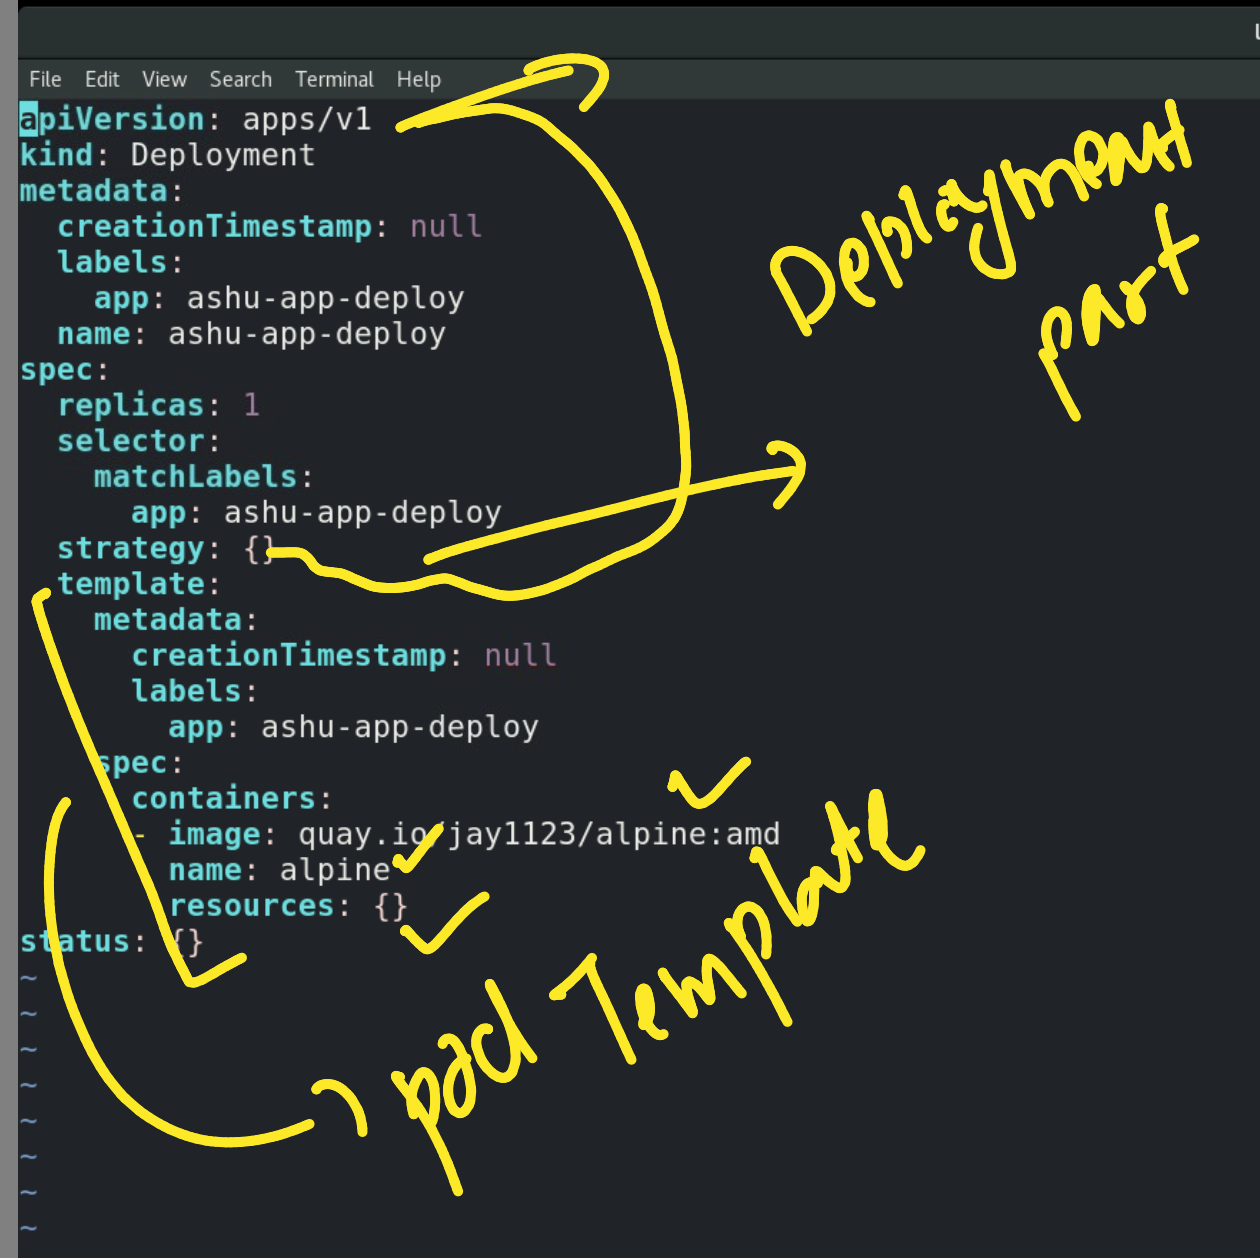 File Edit View Search Terminal Help
apiVersion: apps/v1
kind: Deployment
metadata:
  creationTimestamp: null
  labels:
    app: ashu-app-deploy
  name: ashu-app-deploy
spec:
  replicas: 1
  selector:
    matchLabels:
      app: ashu-app-deploy
  strategy: {}
  template:
    metadata:
      creationTimestamp: null
      labels:
        app: ashu-app-deploy
    spec:
      containers:
      - image: quay.io/jay1123/alpine:amd
        name: alpine
        resources: {}
status: {}
~
~
~
~
~
~
~
~
Deployment
part
pod Template